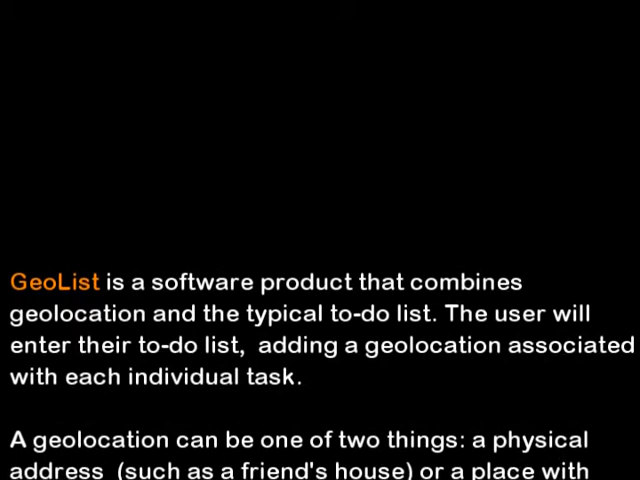 GeoList is a software product that combines
geolocation and the typical to-do list. The user will
enter their to-do list,  adding a geolocation associated
with each individual task.
A geolocation can be one of two things: a physical
address  (such as a friend's house) or a place with